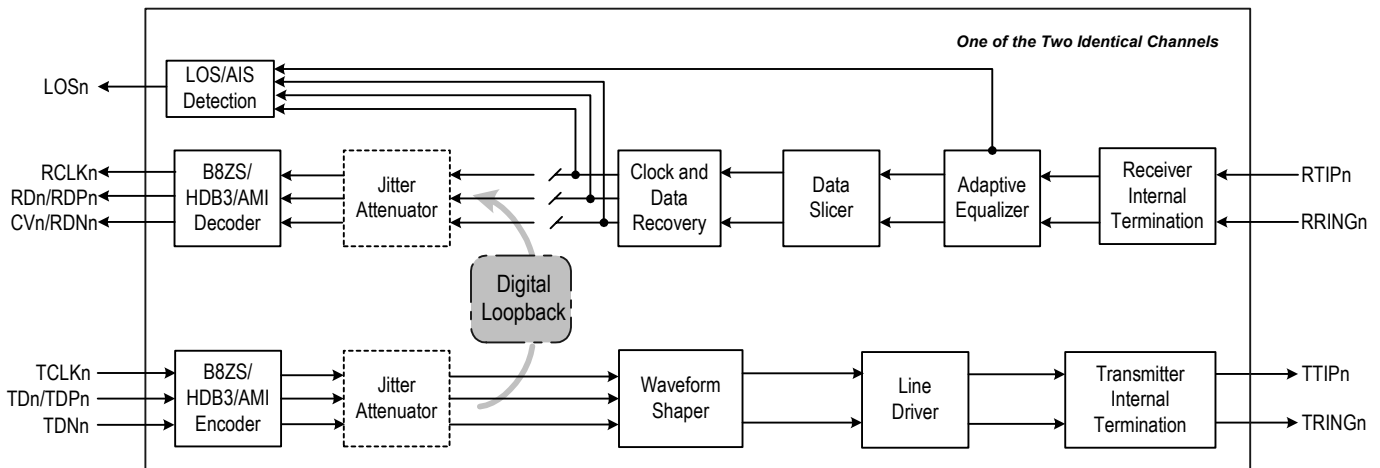 One of the Two Identical Channels
LOSn
LOS/AIS
Detection
RCLKn
RDn/RDPn
CVn/RDNn
B8ZS/
HDB3/AMI
Decoder
Jitter
Attenuator
Clock and
Data
Recovery
Data
Slicer
Adaptive
Equalizer
Receiver
Internal
Termination
RTIPn
RRINGn
Digital
Loopback
TCLKn
TDn/TDPn
TDNn
B8ZS/
HDB3/AMI
Encoder
Jitter
Attenuator
Waveform
Shaper
Line
Driver
Transmitter
Internal
Termination
TTIPn
TRINGn